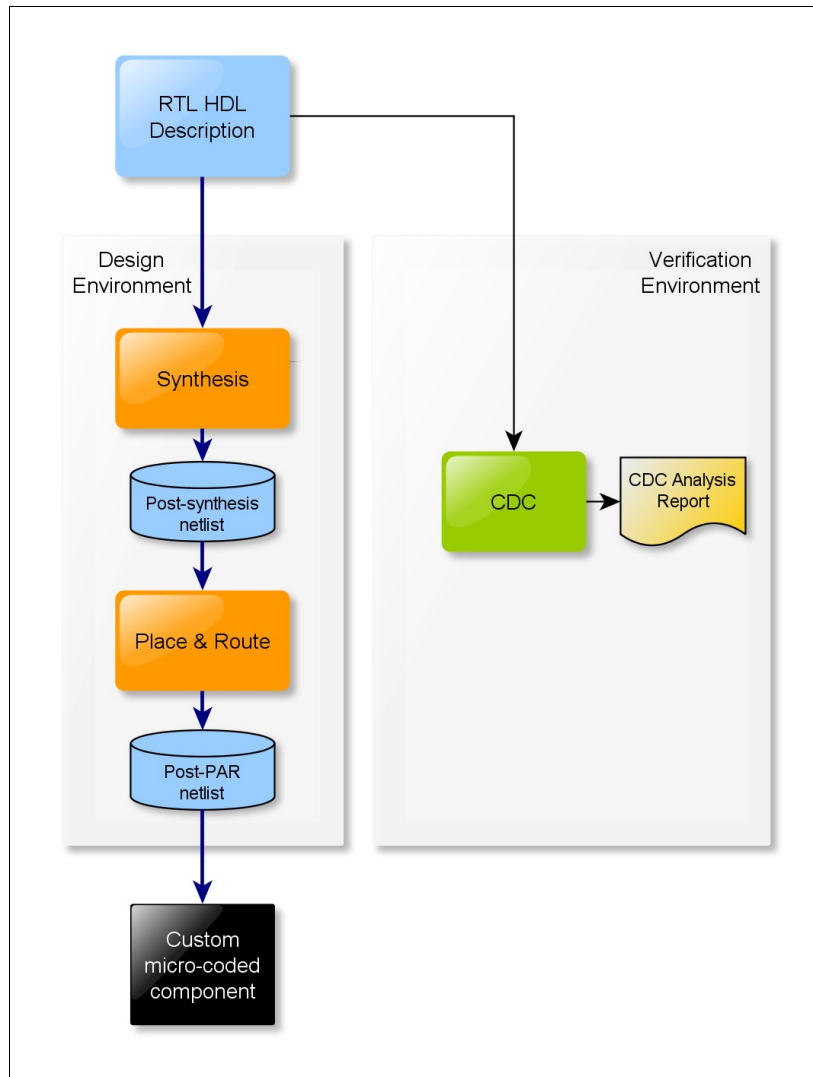 RTL HDL
Description
Design
Environment
Verification
Environment
Synthesis
Post-synthesis
netlist
CDC
CDC Analysis
Report
Place & Route
Post-PAR
netlist
Custom
micro-coded
component